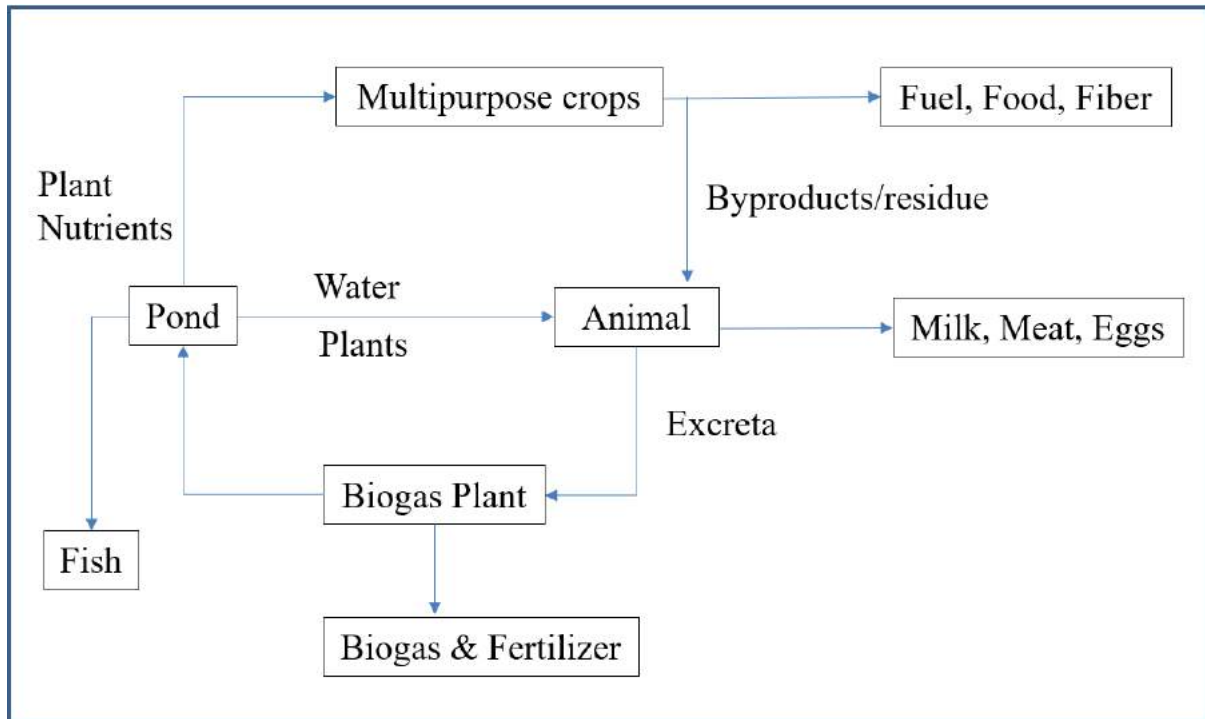 Multipurpose crops
Fuel, Food, Fiber
Plant
Nutrients
Byproducts/residue
Water
Plants
Pond
Animal
Milk, Meat, Eggs
Excreta
Biogas Plant
Fish
Biogas & Fertilizer